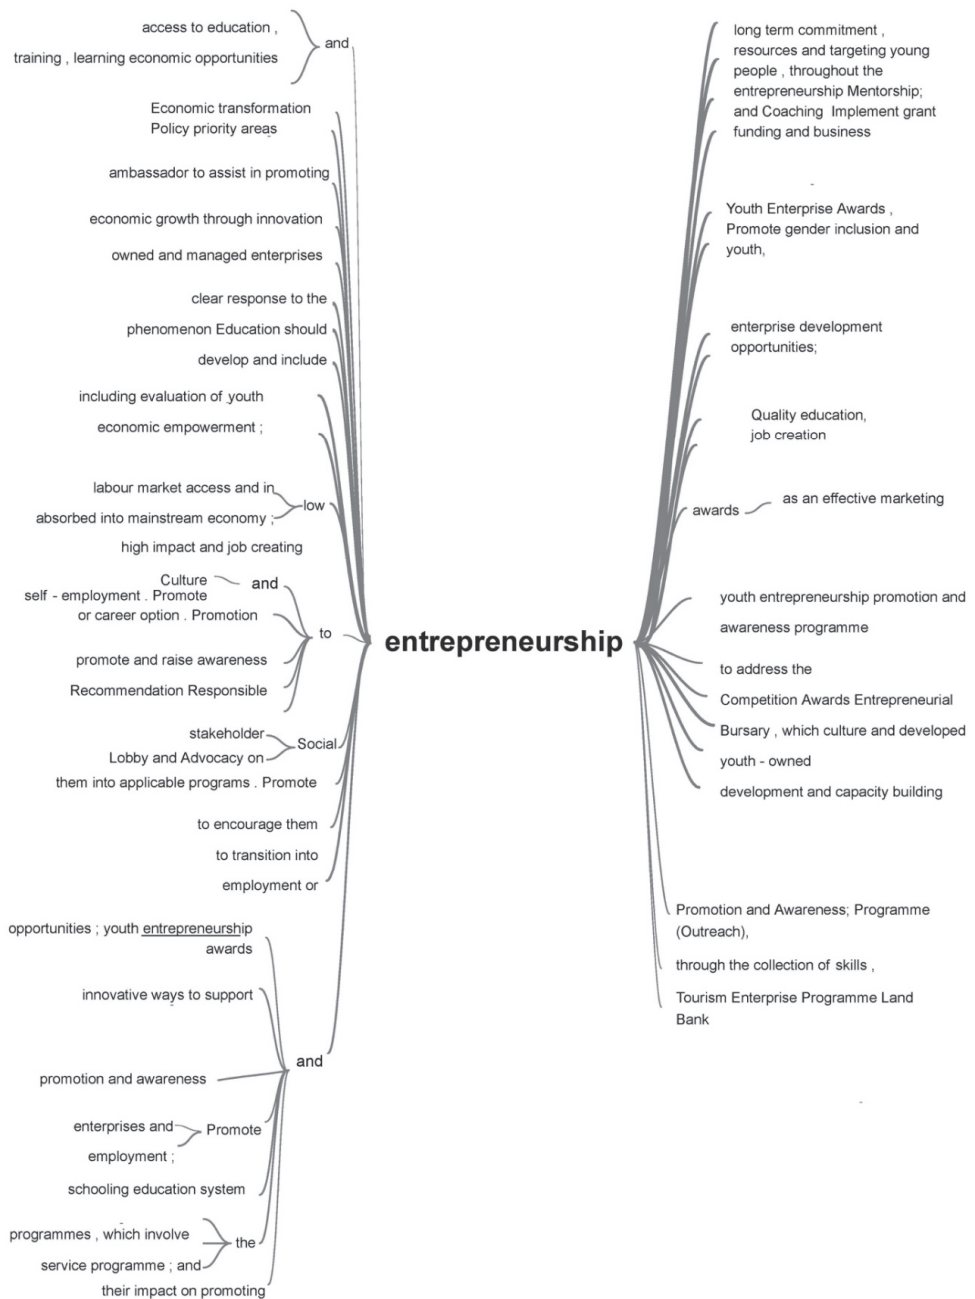 access to education ,
training , learning economic opportunities
and
Economic transformation
Policy priority areas
ambassador to assist in promoting
economic growth through innovation
owned and managed enterprises
clear response to the
phenomenon Education should
develop and include
including evaluation of youth
economic empowerment ;
labour market access and in
low
absorbed into mainstream economy ;
high impact and job creating
Culture
and
self - employment . Promote
or career option . Promotion
to
promote and raise awareness
Recommendation Responsible
stakeholder
Social
Lobby and Advocacy on
them into applicable programs . Promote
to encourage them
to transition into
employment or
opportunities ; youth entrepreneurship
awards
innovative ways to support
and
promotion and awareness
enterprises and
Promote
employment ;
schooling education system
programmes , which involve
the
service programme ; and
their impact on promoting
entrepreneurship
long term commitment ,
resources and targeting young
people , throughout the
entrepreneurship Mentorship;
and Coaching Implement grant
funding and business
Youth Enterprise Awards ,
Promote gender inclusion and
youth,
enterprise development
opportunities;
Quality education,
job creation
awards
as an effective marketing
youth entrepreneurship promotion and
awareness programme
to address the
Competition Awards Entrepreneurial
Bursary , which culture and developed
youth - owned
development and capacity building
Promotion and Awareness; Programme
(Outreach),
through the collection of skills ,
Tourism Enterprise Programme Land
Bank